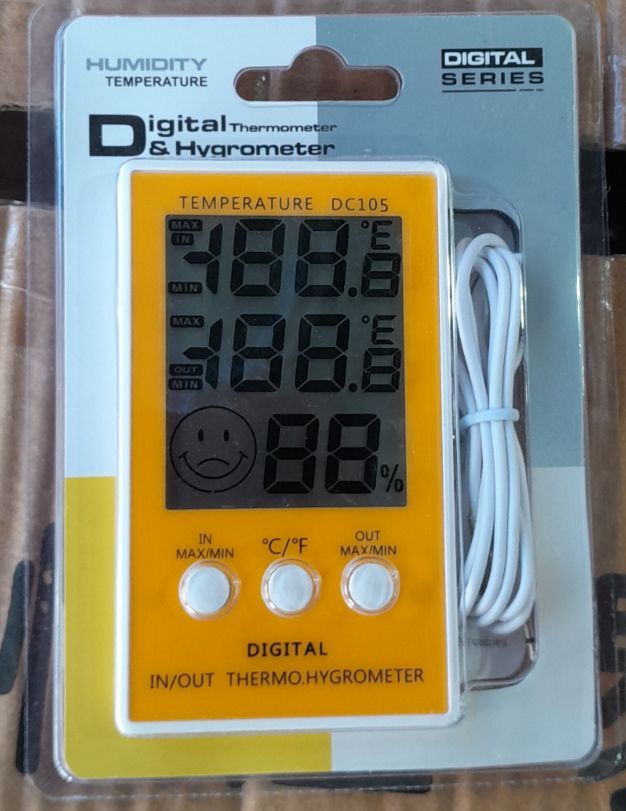 HUMIDITY
TEMPERATURE
DIGITAL
SERIES
Digital Thermometer
& Hygrometer
TEMPERATURE DC105
MAX
IN
MIN
188.8 °E
MAX
OUT
MIN
188.8 °E
88%
IN
MAX/MIN
°C/°F
OUT
MAX/MIN
DIGITAL
IN/OUT THERMO.HYGROMETER